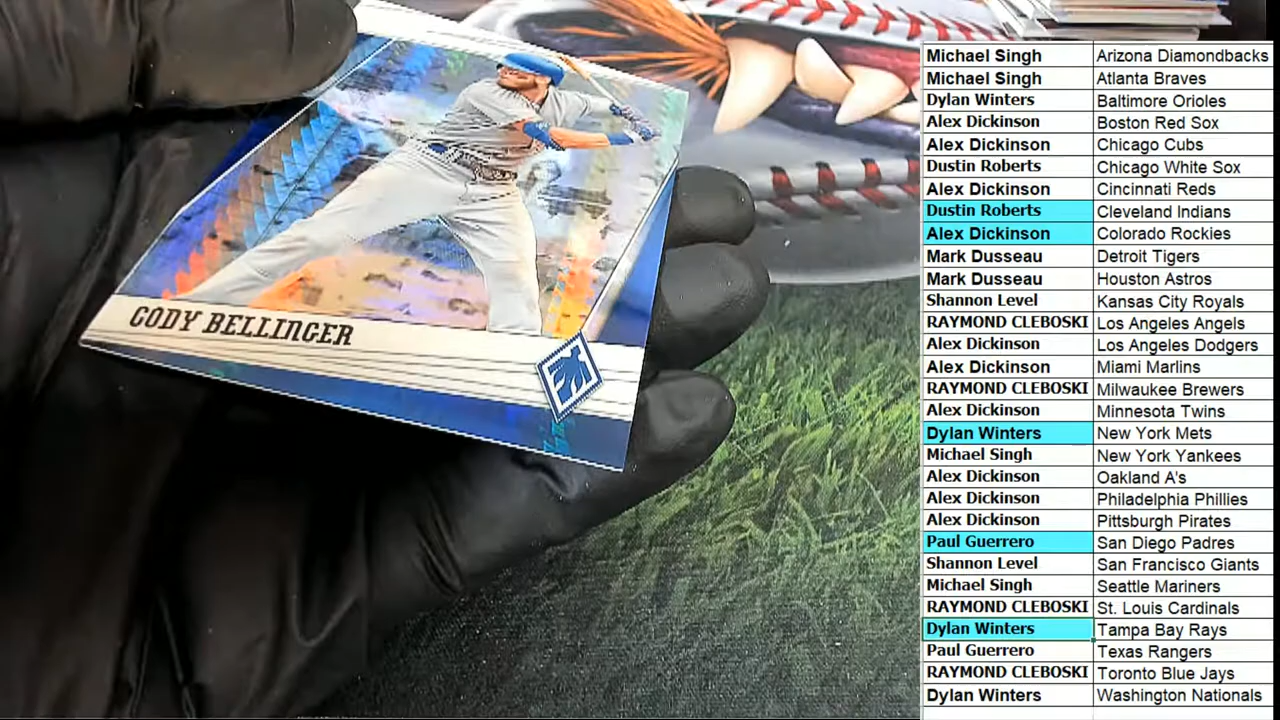 CODY BELLINGER
Michael Singh Arizona Diamondbacks
Michael Singh Atlanta Braves
Dylan Winters Baltimore Orioles
Alex Dickinson Boston Red Sox
Alex Dickinson Chicago Cubs
Dustin Roberts Chicago White Sox
Alex Dickinson Cincinnati Reds
Dustin Roberts Cleveland Indians
Alex Dickinson Colorado Rockies
Mark Dusseau Detroit Tigers
Mark Dusseau Houston Astros
Shannon Level Kansas City Royals
RAYMOND CLEBOSKI Los Angeles Angels
Alex Dickinson Los Angeles Dodgers
Alex Dickinson Miami Marlins
RAYMOND CLEBOSKI Milwaukee Brewers
Alex Dickinson Minnesota Twins
Dylan Winters New York Mets
Michael Singh New York Yankees
Alex Dickinson Oakland A's
Alex Dickinson Philadelphia Phillies
Alex Dickinson Pittsburgh Pirates
Paul Guerrero San Diego Padres
Shannon Level San Francisco Giants
Michael Singh Seattle Mariners
RAYMOND CLEBOSKI St. Louis Cardinals
Dylan Winters Tampa Bay Rays
Paul Guerrero Texas Rangers
RAYMOND CLEBOSKI Toronto Blue Jays
Dylan Winters Washington Nationals